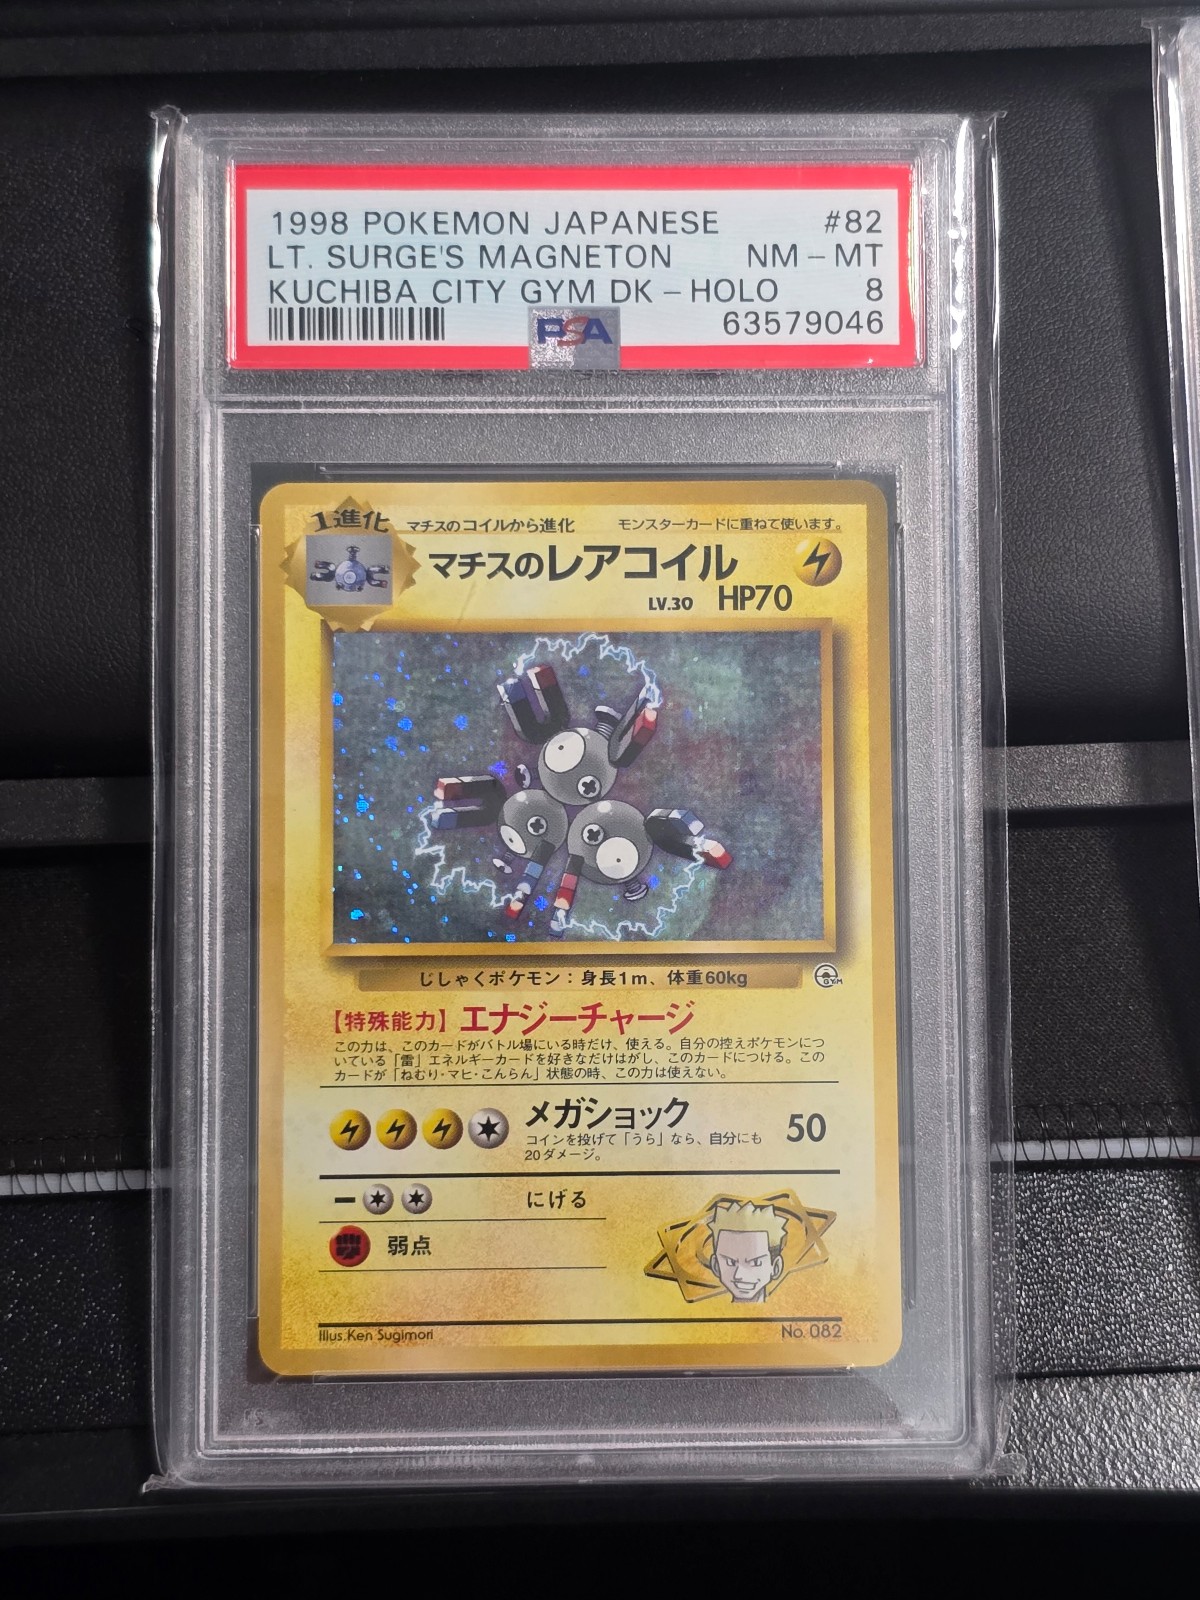 1998 POKEMON JAPANESE #82
LT. SURGE'S MAGNETON NM-MT
KUCHIBA CITY GYM DK-HOLO 8
PSA 63579046
1進化 マチスのコイルから進化 モンスターカードに重ねて使います。
マチスのレアコイル
LV.30 HP70
じしゃくポケモン:身長1m、体重60kg
GYM
【特殊能力】エナジーチャージ
この力は、このカードがバトル場にいる時だけ、使える。自分の控えポケモンにつ
いている「雷」エネルギーカードを好きなだけはがし、このカードにつける。この
カードが「ねむり・マヒ・こんらん」状態の時、この力は使えない。
メガショック 50
コインを投げて「うら」なら、自分にも
20ダメージ。
にげる
弱点
Illus.Ken Sugimori No. 082